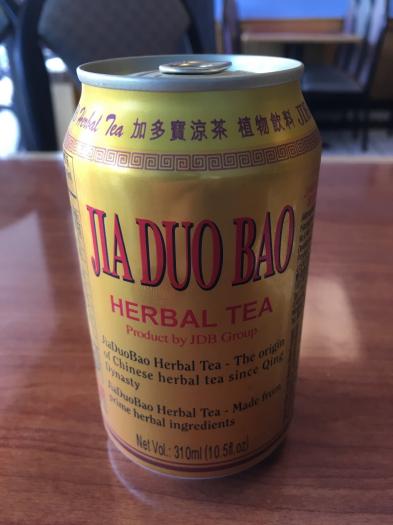 Herbal Tea 加多寶涼茶 植物飲料
JIA DUO BAO
HERBAL TEA
Product by JDB Group
JiaDuoBao Herbal Tea - The origin
of Chinese herbal tea since Qing
Dynasty
JiaDuoBao Herbal Tea - Made from
prime herbal ingredients
Net Vol.: 310ml (10.5fl.oz)